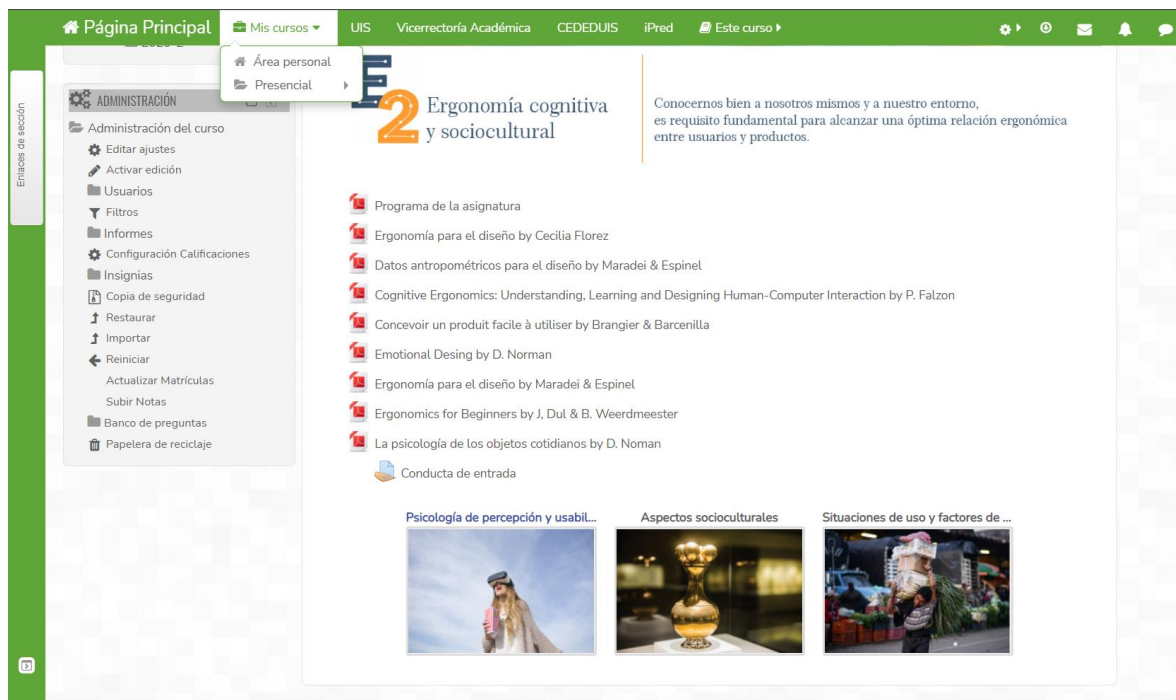 Página Principal
Mis cursos
UIS
Vicerrectoría Académica
CEDEDUIS
iPred
Este curso
2020-2
Área personal
Presencial
Enlaces de sección
ADMINISTRACIÓN
Administración del curso
Editar ajustes
Activar edición
Usuarios
Filtros
Informes
Configuración Calificaciones
Insignias
Copia de seguridad
Restaurar
Importar
Reiniciar
Actualizar Matrículas
Subir Notas
Banco de preguntas
Papelera de reciclaje
E2
Ergonomía cognitiva
y sociocultural
Conocernos bien a nosotros mismos y a nuestro entorno,
es requisito fundamental para alcanzar una óptima relación ergonómica
entre usuarios y productos.
Programa de la asignatura
Ergonomía para el diseño by Cecilia Florez
Datos antropométricos para el diseño by Maradei & Espinel
Cognitive Ergonomics: Understanding, Learning and Designing Human-Computer Interaction by P. Falzon
Concevoir un produit facile à utiliser by Brangier & Barcenilla
Emotional Desing by D. Norman
Ergonomía para el diseño by Maradei & Espinel
Ergonomics for Beginners by J, Dul & B. Weerdmeester
La psicología de los objetos cotidianos by D. Noman
Conducta de entrada
Psicología de percepción y usabil...
Aspectos socioculturales
Situaciones de uso y factores de ...